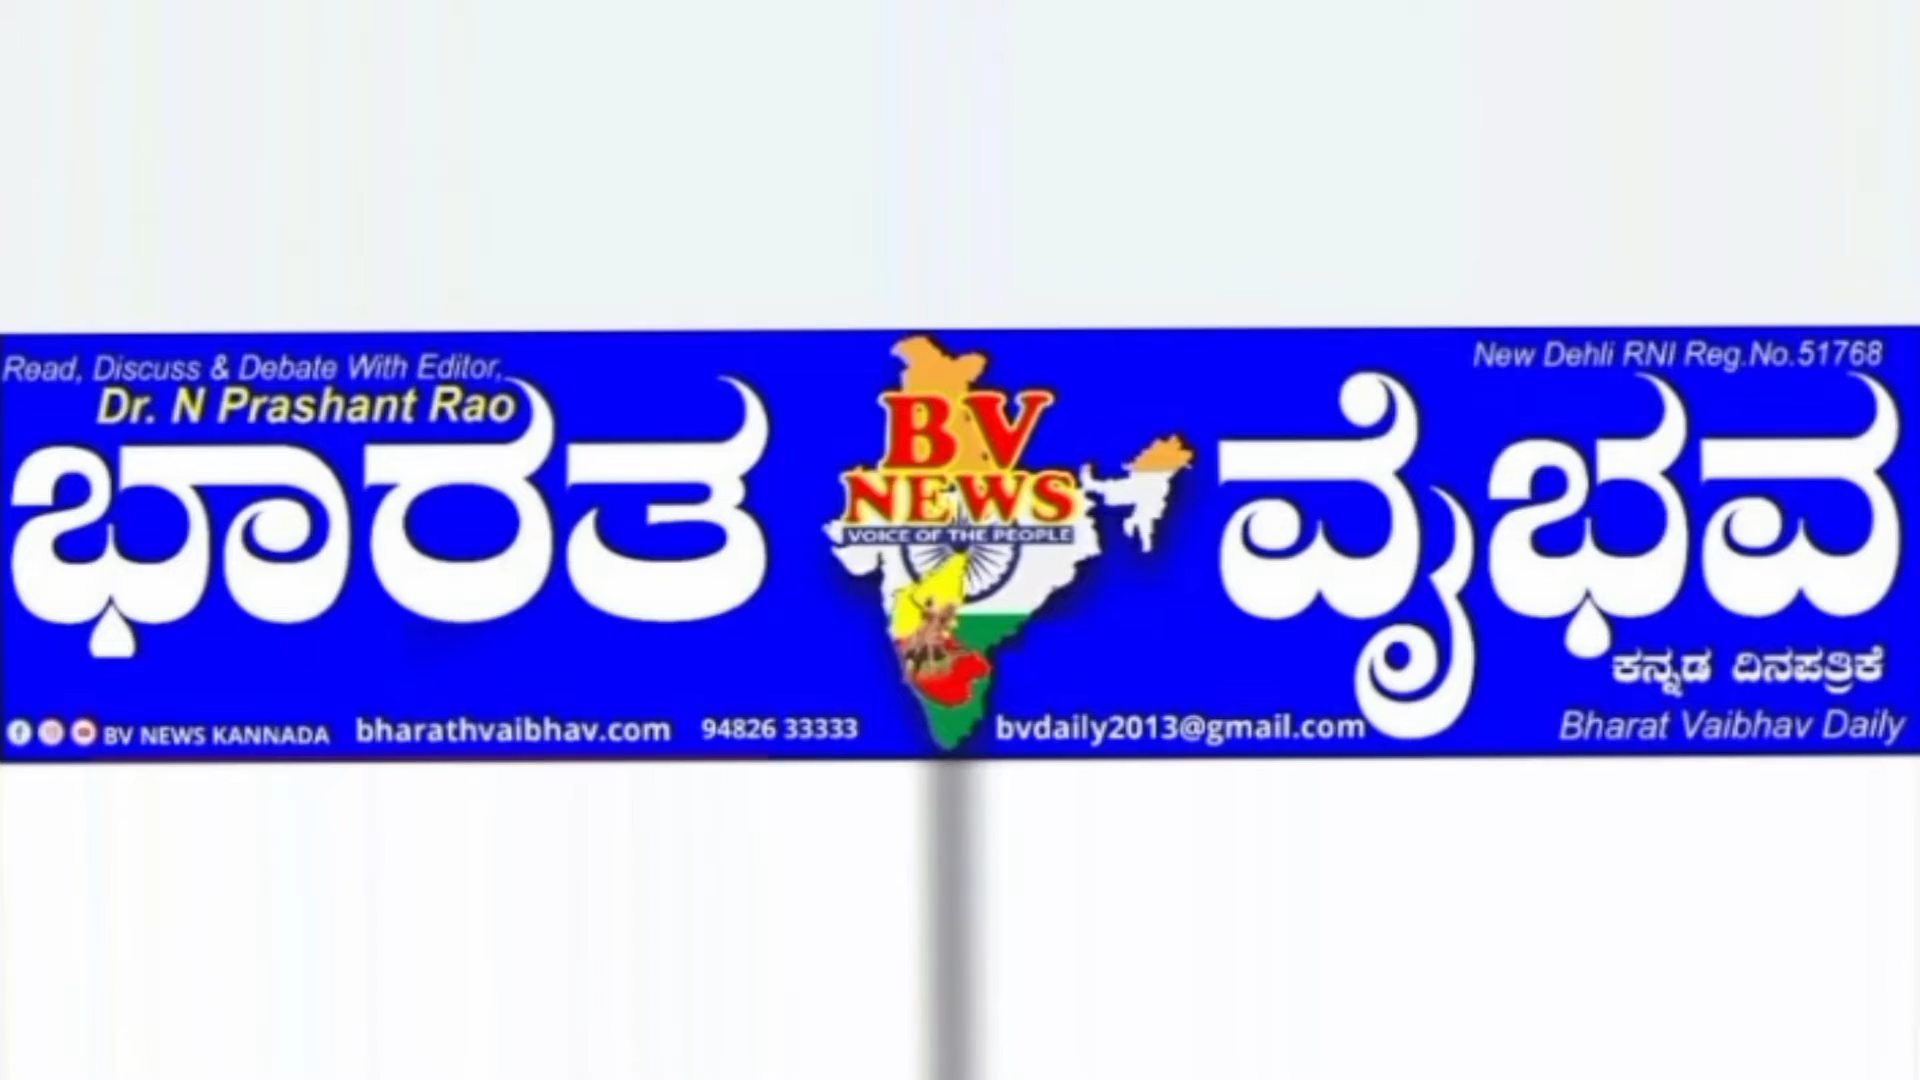 Read, Discuss & Debate With Editor,
Dr. N Prashant Rao
New Dehli RNI Reg.No.51768
ಭಾರತ
BV
NEWS
VOICE OF THE PEOPLE
ವೈಭವ
ಕನ್ನಡ ದಿನಪತ್ರಿಕೆ
BV NEWS KANNADA bharathvaibhav.com 94826 33333 bvdaily2013@gmail.com Bharat Vaibhav Daily